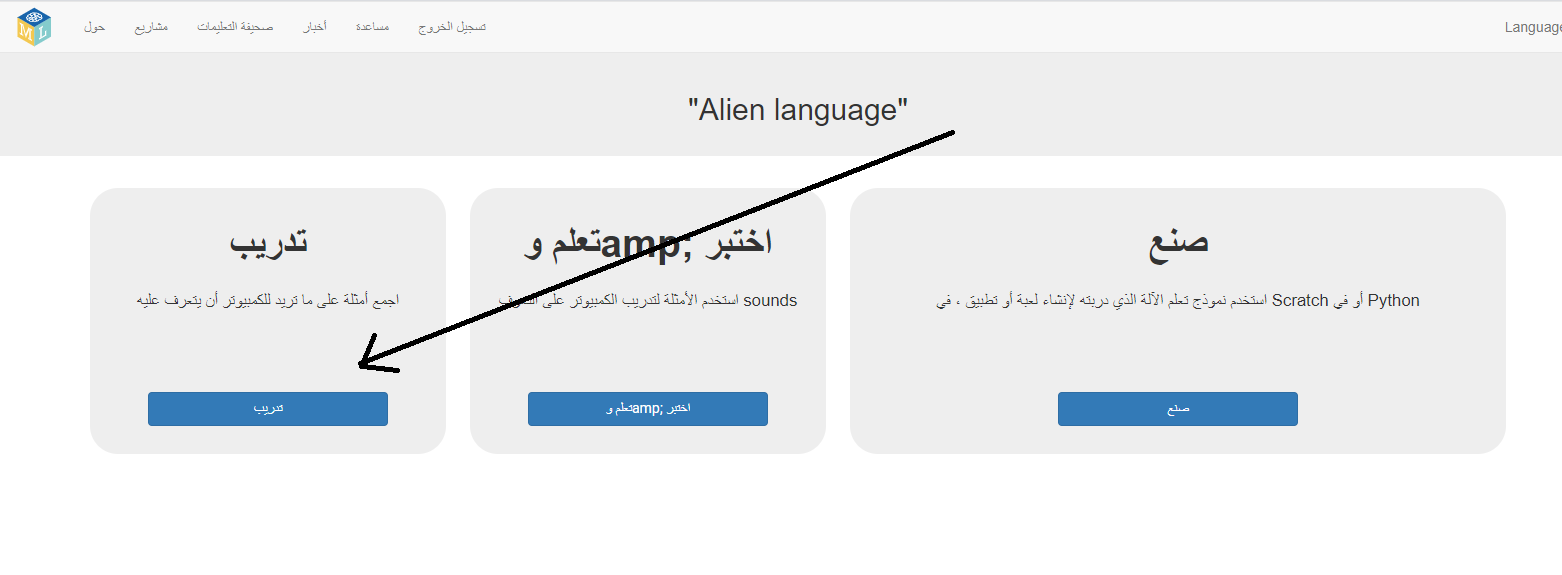 حول
مشاريع
صحيفة التعليمات
أخبار
مساعدة
تسجيل الخروج
Language
"Alien language"
تدريب
اجمع أمثلة على ما تريد للكمبيوتر أن يتعرف عليه
تدريب
تعلم و amp; اختبر
استخدم الأمثلة لتدريب الكمبيوتر على sounds
تعلم و amp; اختبر
صنع
استخدم نموذج تعلم الآلة الذي دربته لإنشاء لعبة أو تطبيق ، في Scratch أو في Python
صنع
ML